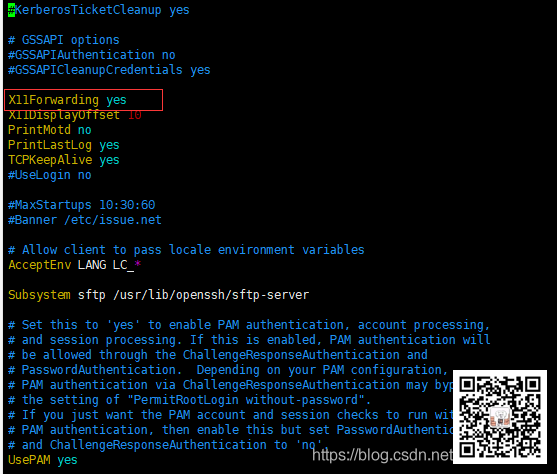 #KerberosTicketCleanup yes
# GSSAPI options
#GSSAPIAuthentication no
#GSSAPICleanupCredentials yes
X11Forwarding yes
X11DisplayOffset 10
PrintMotd no
PrintLastLog yes
TCPKeepAlive yes
#UseLogin no
#MaxStartups 10:30:60
#Banner /etc/issue.net
# Allow client to pass locale environment variables
AcceptEnv LANG LC_*
Subsystem sftp /usr/lib/openssh/sftp-server
# Set this to 'yes' to enable PAM authentication, account processing,
# and session processing. If this is enabled, PAM authentication will
# be allowed through the ChallengeResponseAuthentication and
# PasswordAuthentication.  Depending on your PAM configuration,
# PAM authentication via ChallengeResponseAuthentication may byp
# the setting of "PermitRootLogin without-password".
# If you just want the PAM account and session checks to run wit
# PAM authentication, then enable this but set PasswordAuthentic
# and ChallengeResponseAuthentication to 'no'.
UsePAM yes
https://blog.csdn.net